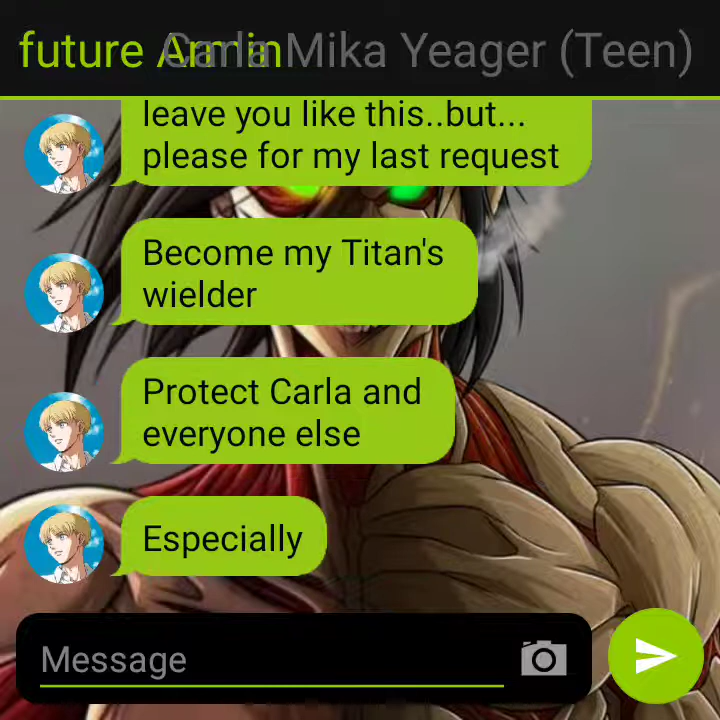 future Armin Carla Mika Yeager (Teen)
leave you like this..but...
please for my last request
Become my Titan's
wielder
Protect Carla and
everyone else
Especially
Message